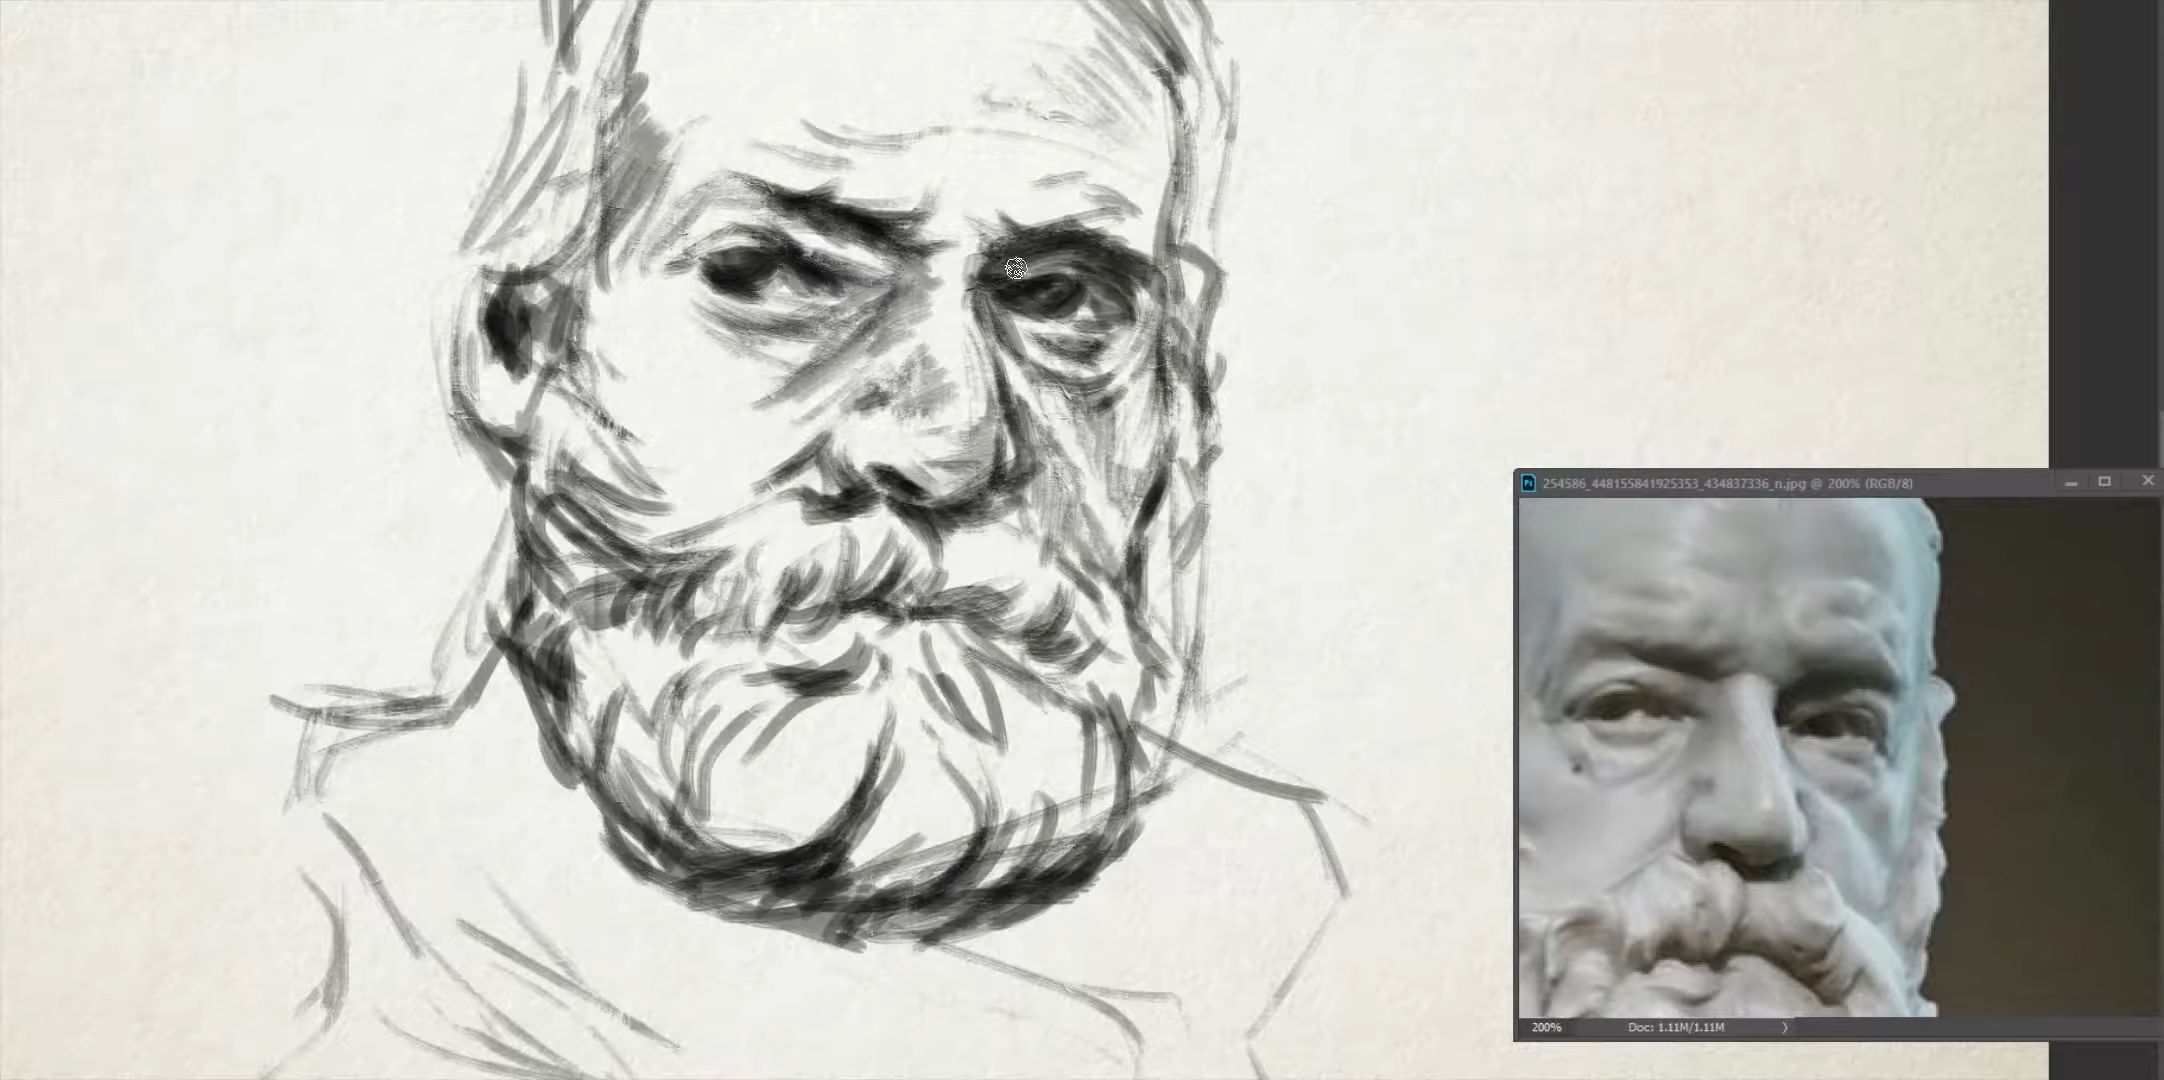 254586_448155841925353_434837336_n.jpg @ 200% (RGB/8)
200% Doc: 1.11M/1.11M